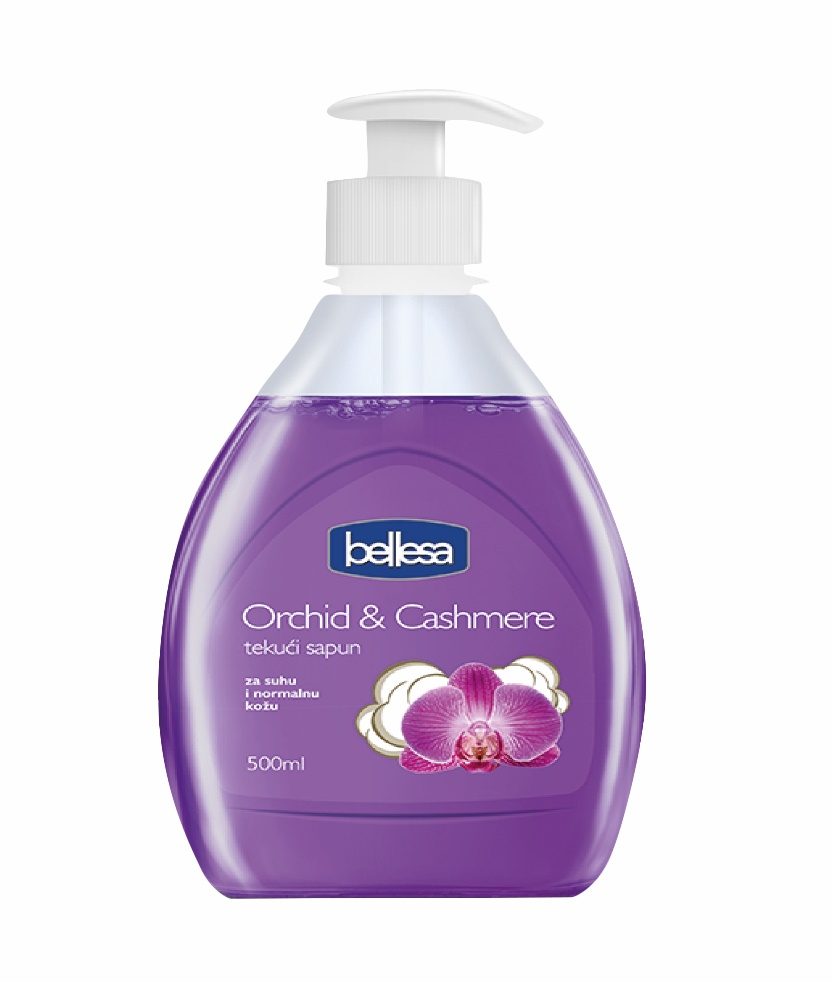 bellesa
Orchid & Cashmere
tekući sapun
za suhu
i normalnu
kožu
500ml